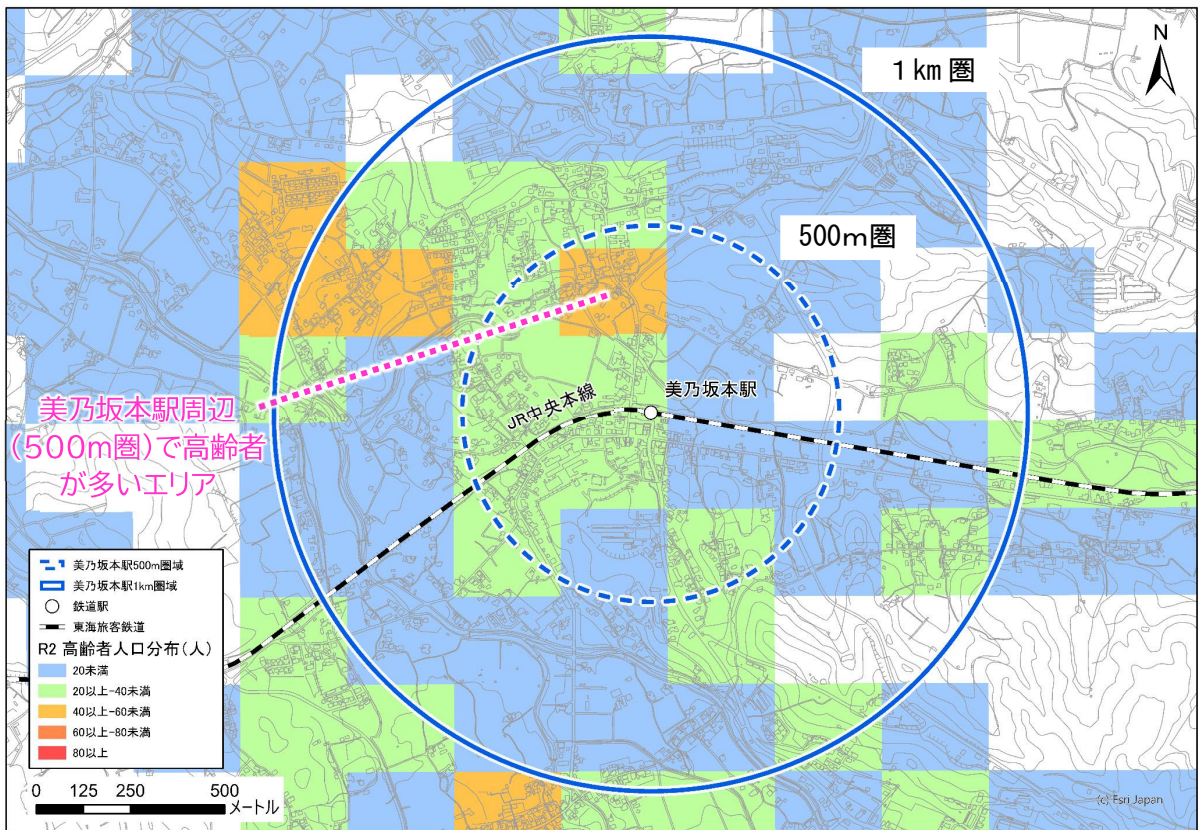 N
1km圏
500m圏
美乃坂本駅
JR中央本線
美乃坂本駅周辺
(500m圏)で高齢者
が多いエリア
美乃坂本駅500m圏域
美乃坂本駅1km圏域
鉄道駅
東海旅客鉄道
R2 高齢者人口分布(人)
20未満
20以上-40未満
40以上-60未満
60以上-80未満
80以上
0 125 250 500
メートル
(c) Esri Japan